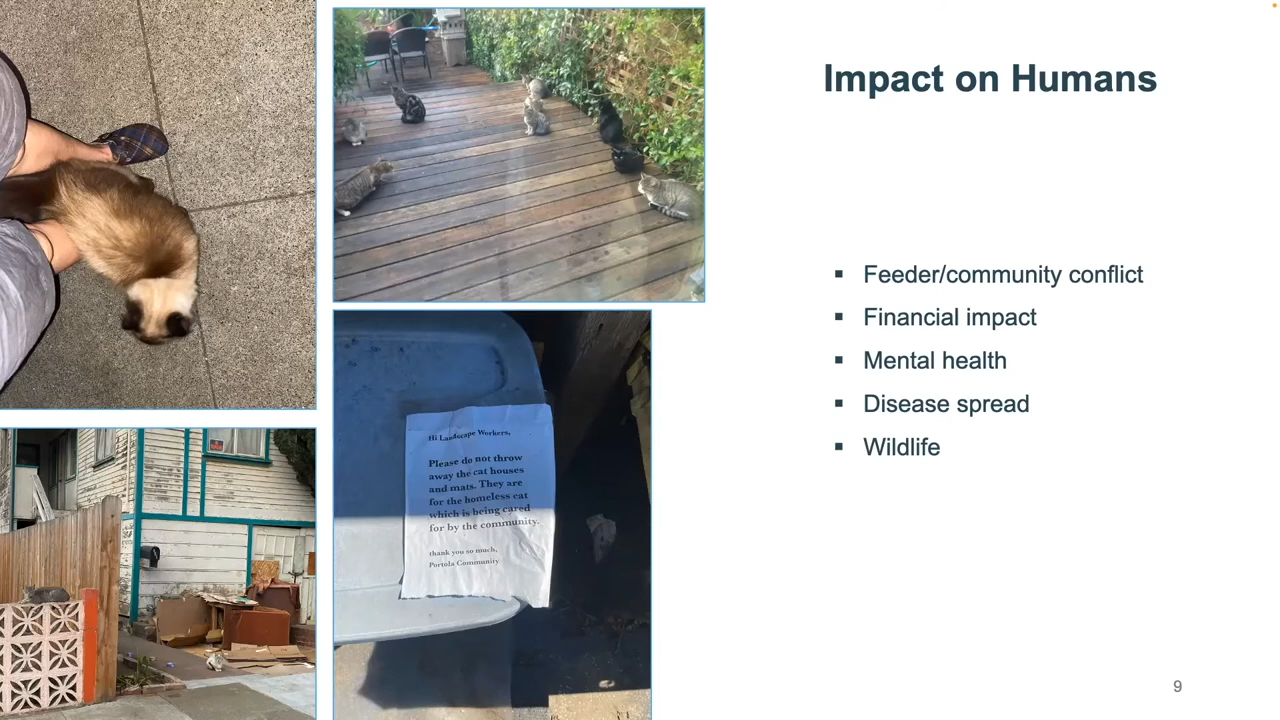 Impact on Humans
Feeder/community conflict
Financial impact
Mental health
Disease spread
Wildlife
Hi Landscape Workers,
Please do not throw
away the cat houses
and mats. They are
for the homeless cat
which is being cared
for by the community.
thank you so much,
Portola Community
9